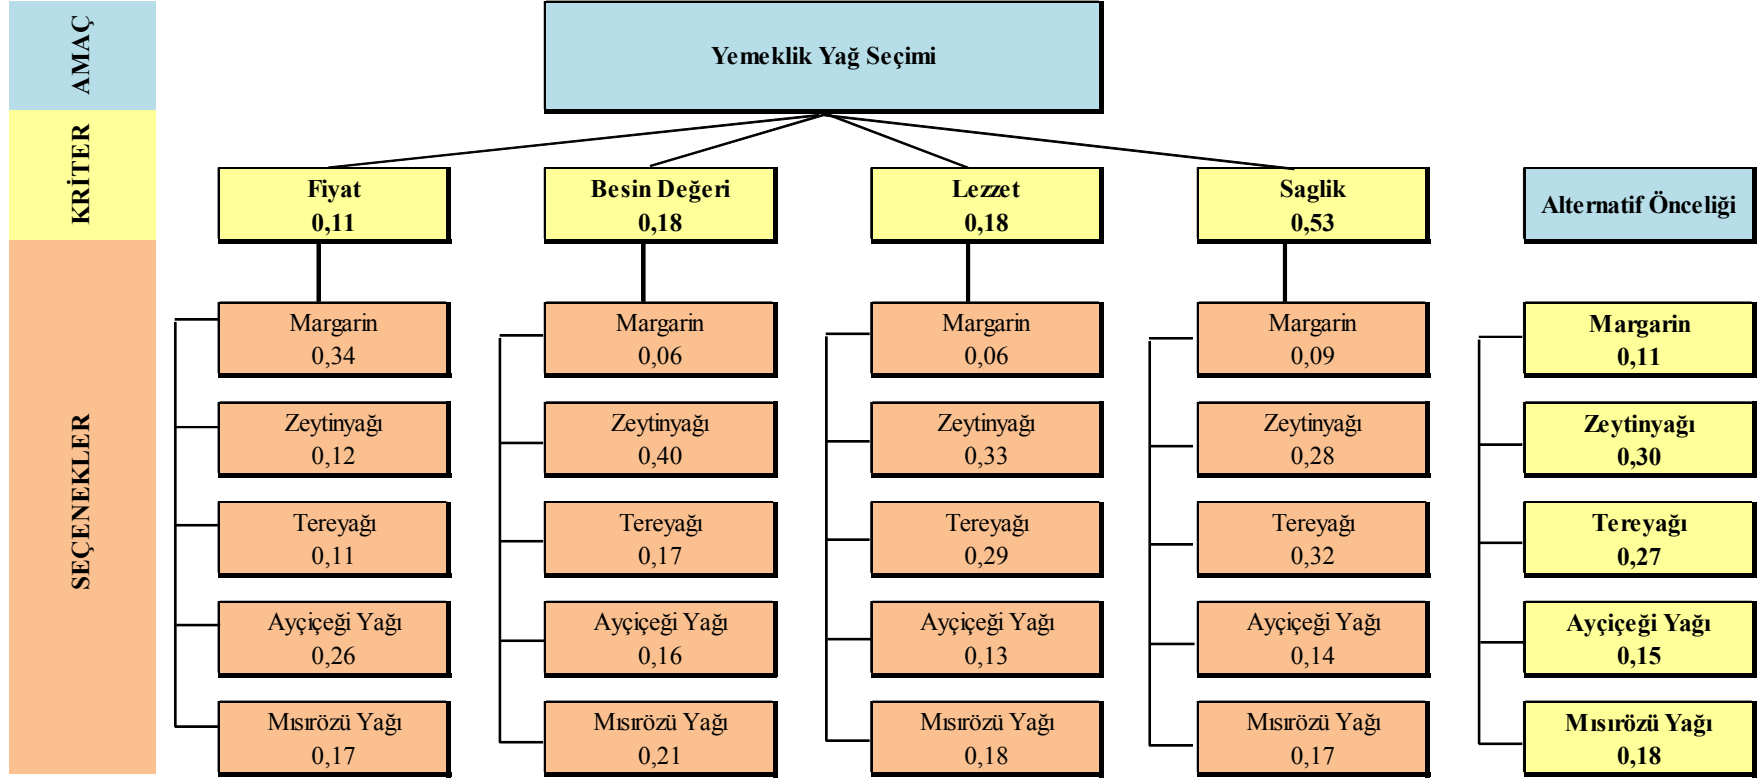 AMAÇ
Yemeklik Yağ Seçimi
KRİTER
Fiyat
0,11
Besin Değeri
0,18
Lezzet
0,18
Saglik
0,53
Alternatif Önceliği
SEÇENEKLER
Margarin
0,34
Margarin
0,06
Margarin
0,06
Margarin
0,09
Margarin
0,11
Zeytinyağı
0,12
Zeytinyağı
0,40
Zeytinyağı
0,33
Zeytinyağı
0,28
Zeytinyağı
0,30
Tereyağı
0,11
Tereyağı
0,17
Tereyağı
0,29
Tereyağı
0,32
Tereyağı
0,27
Ayçiçeği Yağı
0,26
Ayçiçeği Yağı
0,16
Ayçiçeği Yağı
0,13
Ayçiçeği Yağı
0,14
Ayçiçeği Yağı
0,15
Mısırözü Yağı
0,17
Mısırözü Yağı
0,21
Mısırözü Yağı
0,18
Mısırözü Yağı
0,17
Mısırözü Yağı
0,18